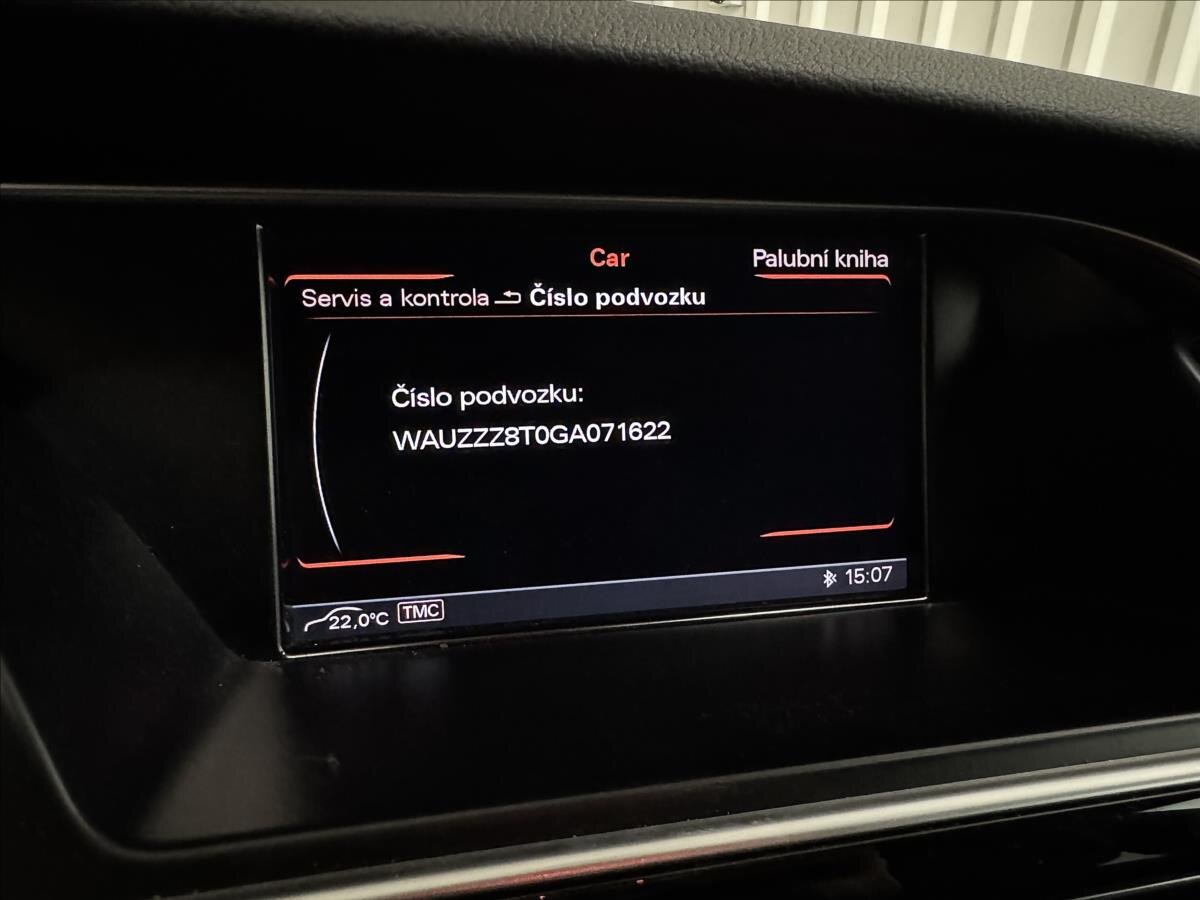 Car
Palubní kniha
Servis a kontrola Číslo podvozku
Číslo podvozku:
WAUZZZ8T0GA071622
15:07
22,0°C TMC